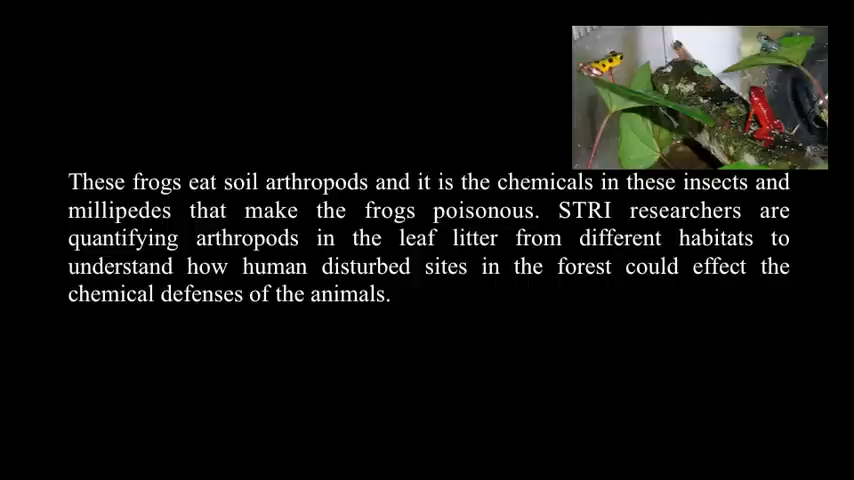 These frogs eat soil arthropods and it is the chemicals in these insects and
millipedes that make the frogs poisonous. STRI researchers are
quantifying arthropods in the leaf litter from different habitats to
understand how human disturbed sites in the forest could effect the
chemical defenses of the animals.